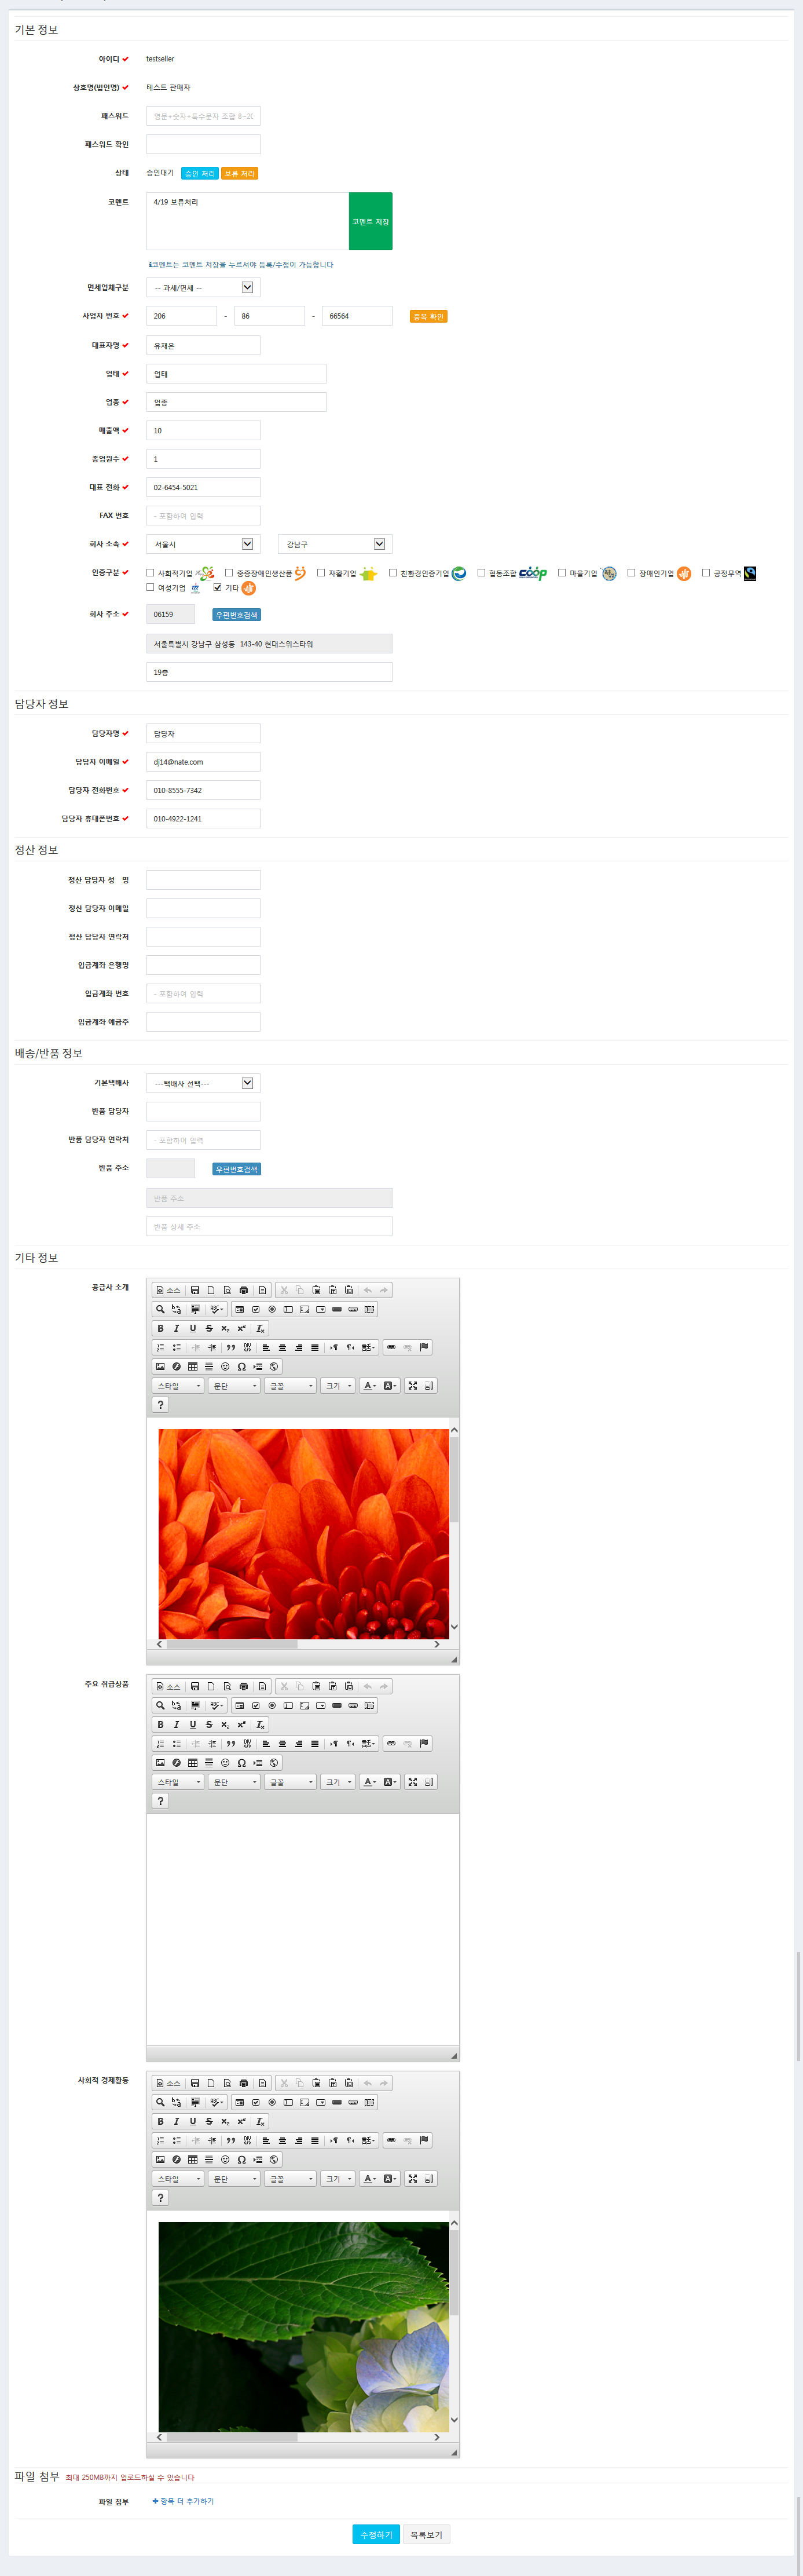 기본 정보
아이디 testseller
상호명(법인명) 테스트 판매자
패스워드 영문+숫자+특수문자 조합 8~20
패스워드 확인
상태 승인대기 승인 처리 보류 처리
코멘트 4/19 보류처리 코멘트 저장
코멘트는 코멘트 저장을 누르셔야 등록/수정이 가능합니다
면세업체구분 -- 과세/면세 --
사업자 번호 206 - 86 - 66564 중복 확인
대표자명 유재은
업태 업태
업종 업종
매출액 10
종업원수 1
대표 전화 02-6454-5021
FAX 번호 - 포함하여 입력
회사 소속 서울시 강남구
인증구분 사회적기업 중증장애인생산품 자활기업 친환경인증기업 협동조합 coop 마을기업 장애인기업 공정무역
여성기업 기타
회사 주소 06159 우편번호검색
서울특별시 강남구 삼성동 143-40 현대스위스타워
19층
담당자 정보
담당자명 담당자
담당자 이메일 dj14@nate.com
담당자 전화번호 010-8555-7342
담당자 휴대폰번호 010-4922-1241
정산 정보
정산 담당자 성 명
정산 담당자 이메일
정산 담당자 연락처
입금계좌 은행명
입금계좌 번호 - 포함하여 입력
입금계좌 예금주
배송/반품 정보
기본택배사 ---택배사 선택---
반품 담당자
반품 담당자 연락처 - 포함하여 입력
반품 주소 우편번호검색
반품 주소
반품 상세 주소
기타 정보
공급사 소개 소스
B I U S x₂ x² Tx
스타일 문단 글꼴 크기 A A
?
주요 취급상품 소스
B I U S x₂ x² Tx
스타일 문단 글꼴 크기 A A
?
사회적 경제활동 소스
B I U S x₂ x² Tx
스타일 문단 글꼴 크기 A A
?
파일 첨부 최대 250MB까지 업로드하실 수 있습니다
파일 첨부 + 항목 더 추가하기
수정하기 목록보기